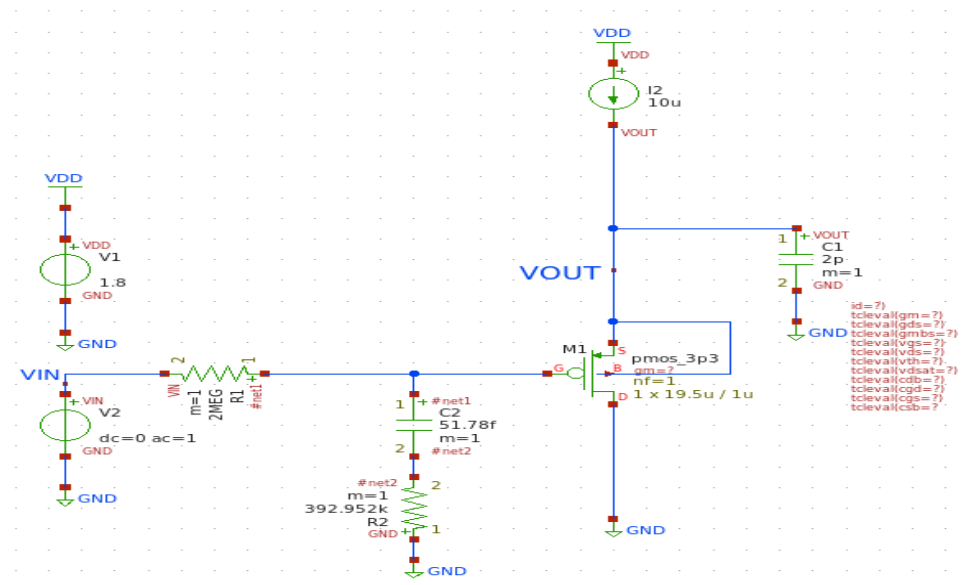 VDD
VDD
+
I2
10u
VOUT
VDD
VDD
+
V1
1.8
GND
GND
VOUT
1
+
VOUT
C1
2p
m=1
2
GND
GND
id=?)
tcleval(gm=?)
tcleval(gds=?)
tcleval(gmbs=?)
tcleval(vgs=?)
tcleval(vds=?)
tcleval(vth=?)
tcleval(vdsat=?)
tcleval(cdb=?)
tcleval(cgd=?)
tcleval(cgs=?)
tcleval(csb=?
VIN
VIN
+
V2
dc=0 ac=1
GND
GND
2
1
VIN
m=1
2MEG
R1
+
#net1
M1
S
G
B
D
pmos_3p3
gm=?
nf=1
1 x 19.5u / 1u
1
+
#net1
C2
51.78f
m=1
2
#net2
#net2
2
m=1
392.952k
R2
GND
+
1
GND
GND